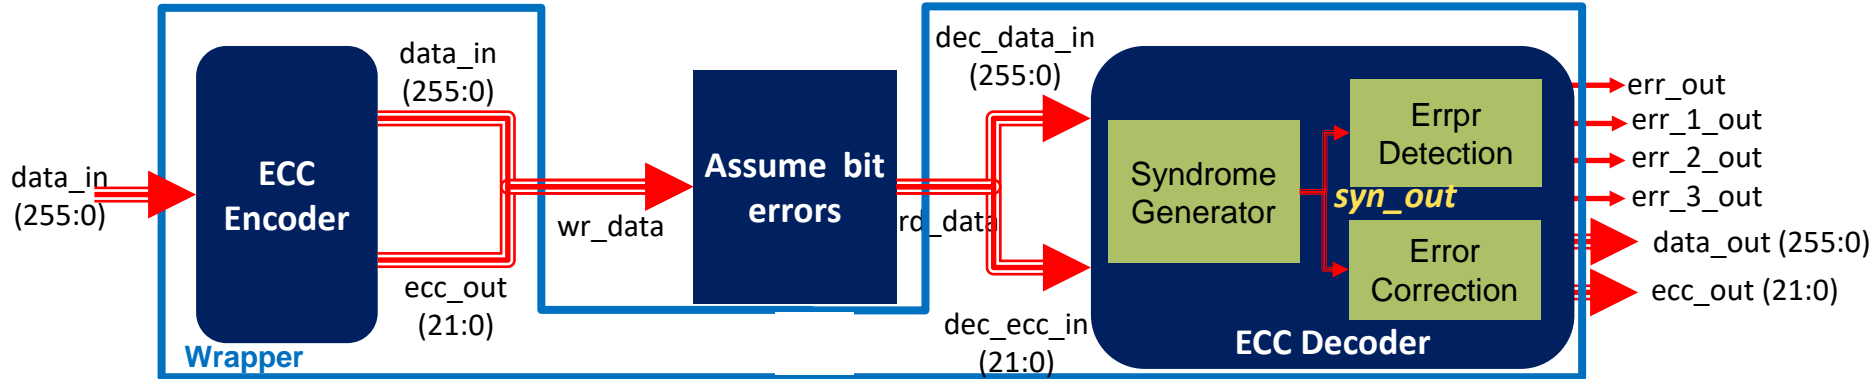 data_in
(255:0)
ECC
Encoder
data_in
(255:0)
ecc_out
(21:0)
Wrapper
wr_data
Assume bit
errors
rd_data
dec_data_in
(255:0)
dec_ecc_in
(21:0)
Syndrome
Generator
syn_out
Errpr
Detection
Error
Correction
ECC Decoder
err_out
err_1_out
err_2_out
err_3_out
data_out (255:0)
ecc_out (21:0)